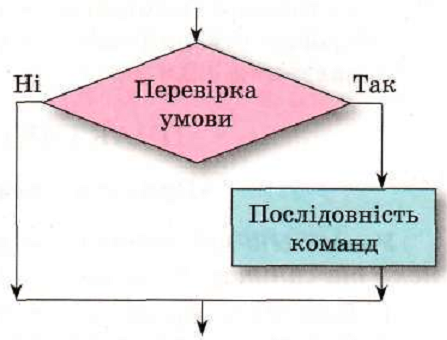 Ні
Так
Перевірка
умови
Послідовність
команд